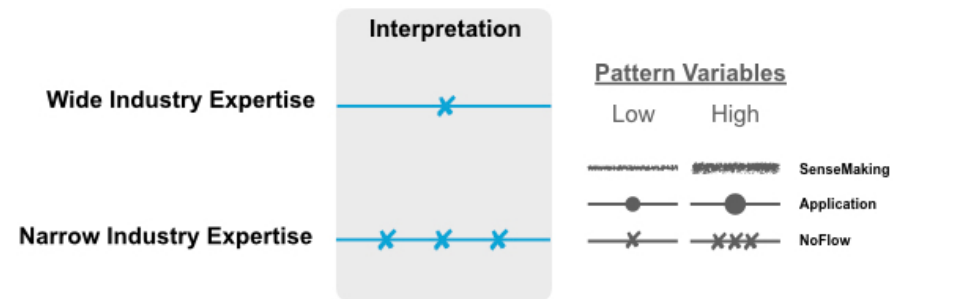 Interpretation
Wide Industry Expertise
Narrow Industry Expertise
Pattern Variables
Low High
SenseMaking
Application
NoFlow